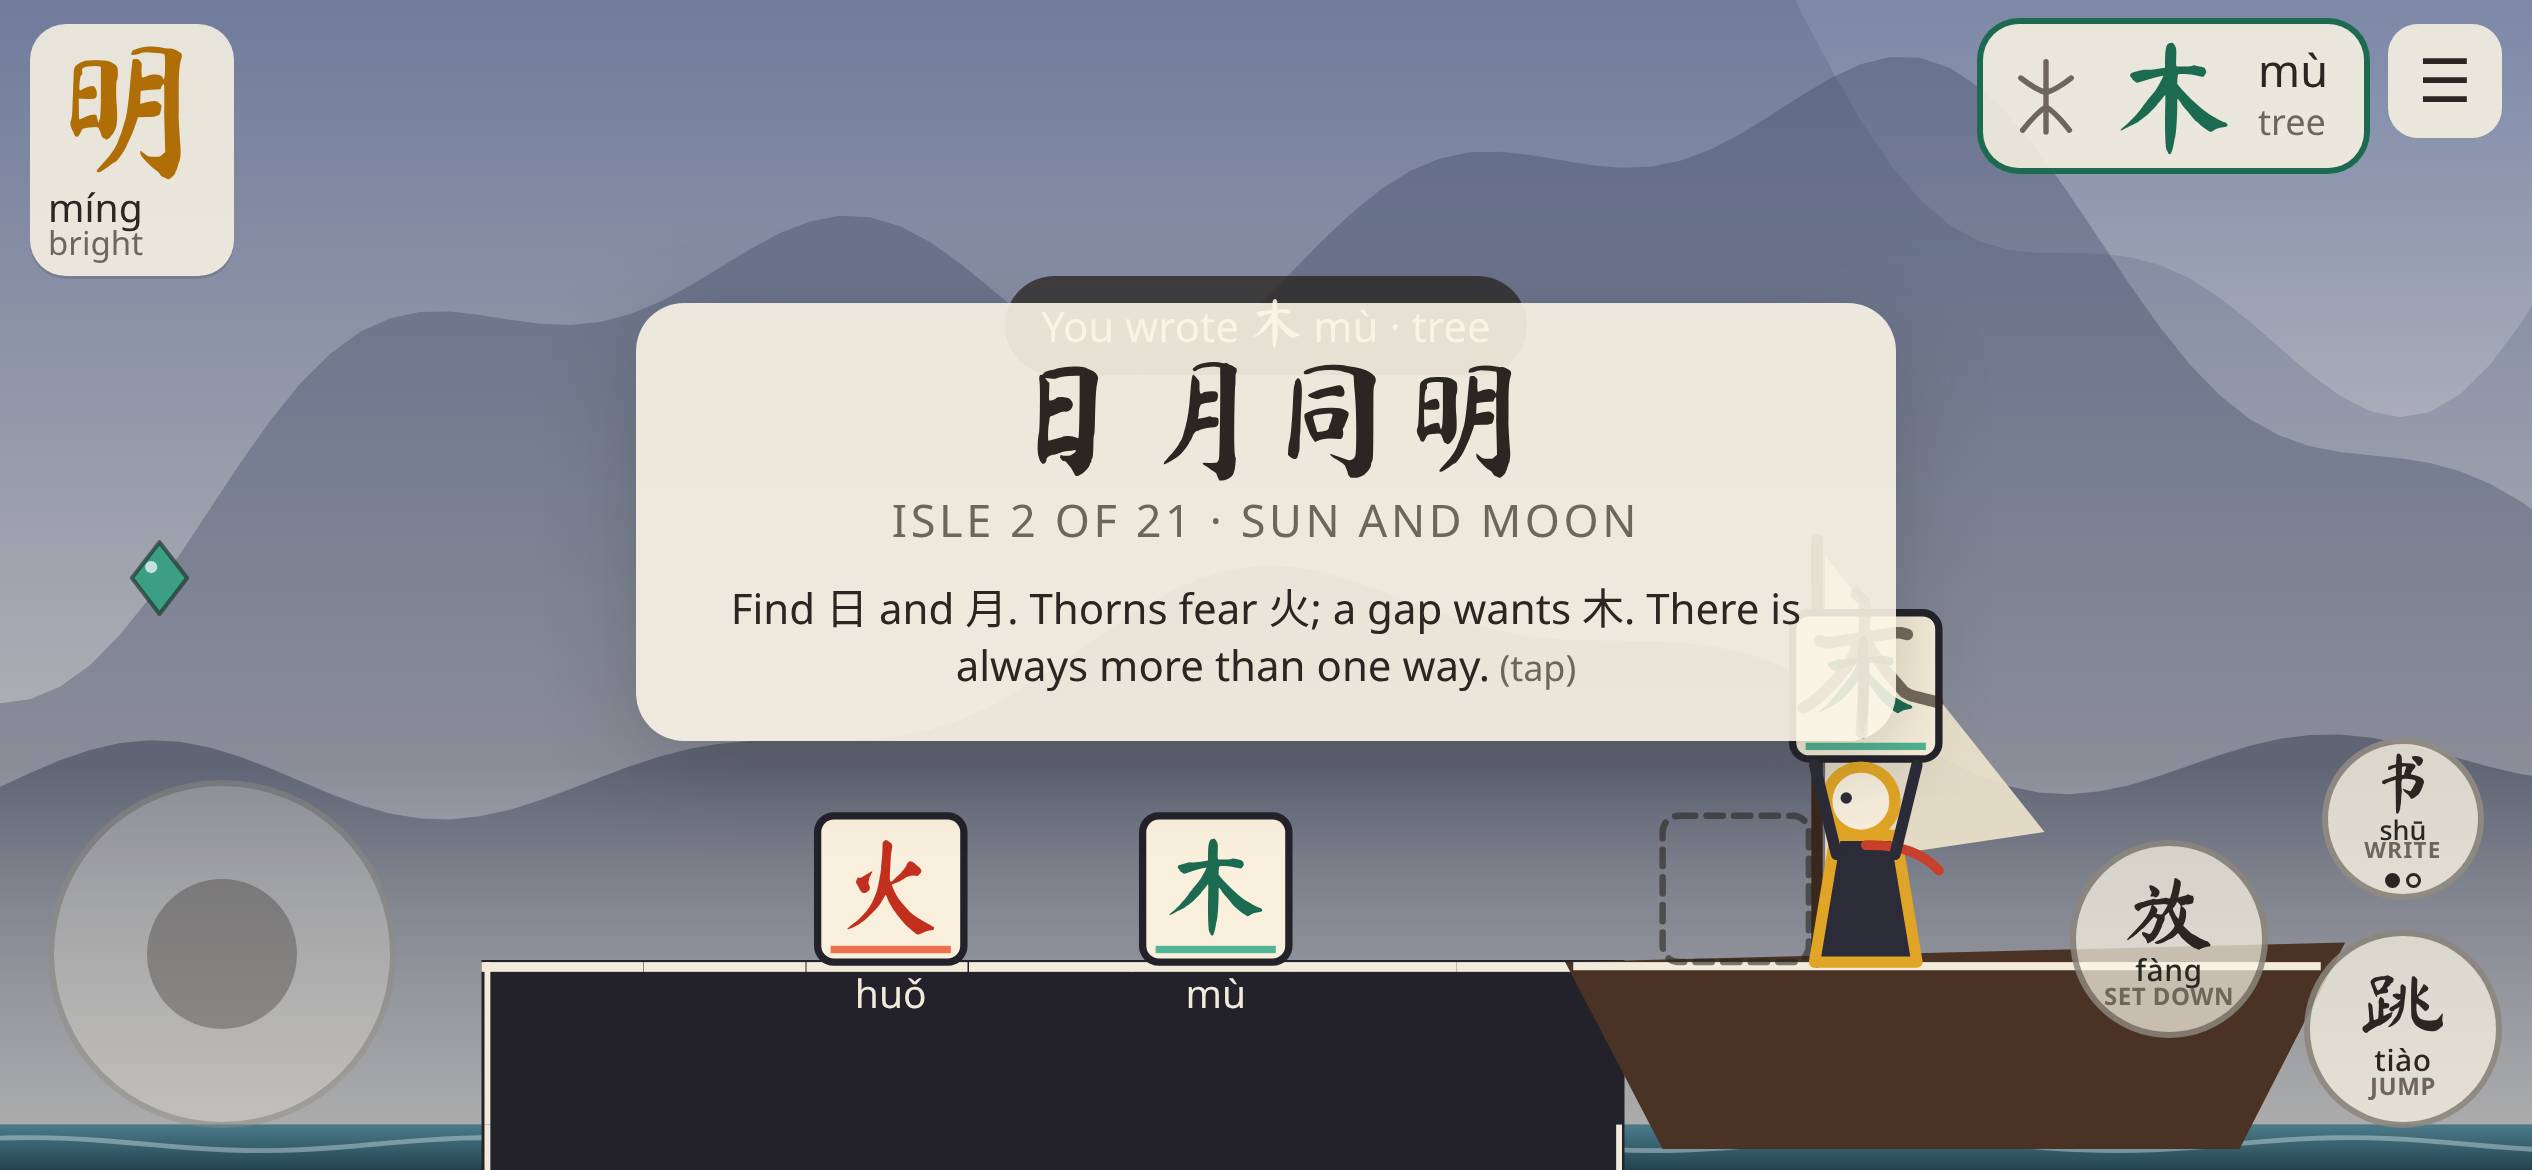 明
míng
bright
木
mù
tree
You wrote 木 mù · tree
日月同明
ISLE 2 OF 21 · SUN AND MOON
Find 日 and 月. Thorns fear 火; a gap wants 木. There is
always more than one way. (tap)
木
火
huǒ
木
mù
书
shū
WRITE
放
fàng
SET DOWN
跳
tiào
JUMP